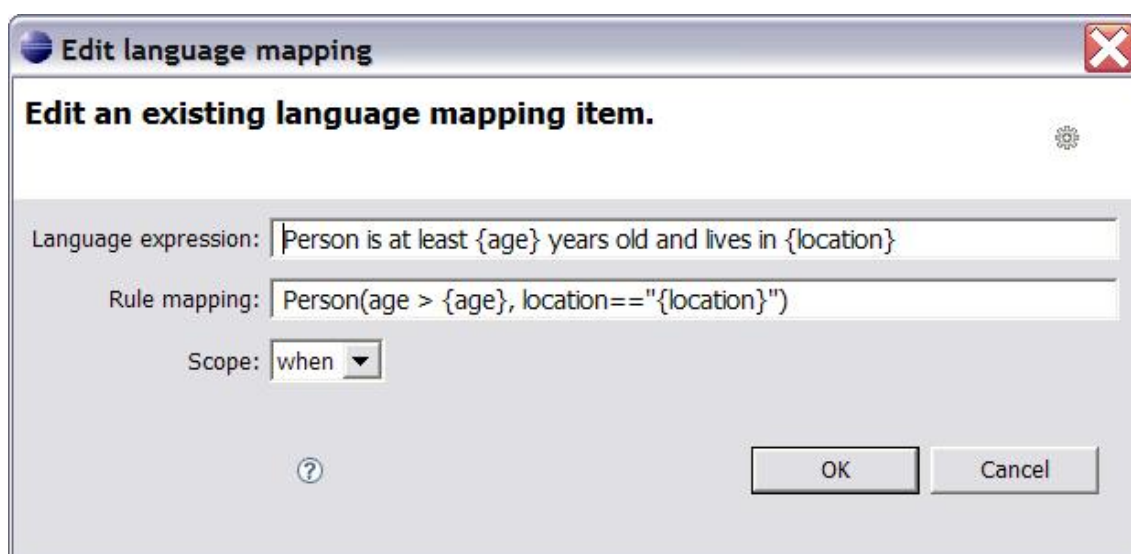 Edit language mapping
Edit an existing language mapping item.
Language expression: Person is at least {age} years old and lives in {location}
Rule mapping: Person(age > {age}, location=="{location}")
Scope: when
? OK Cancel